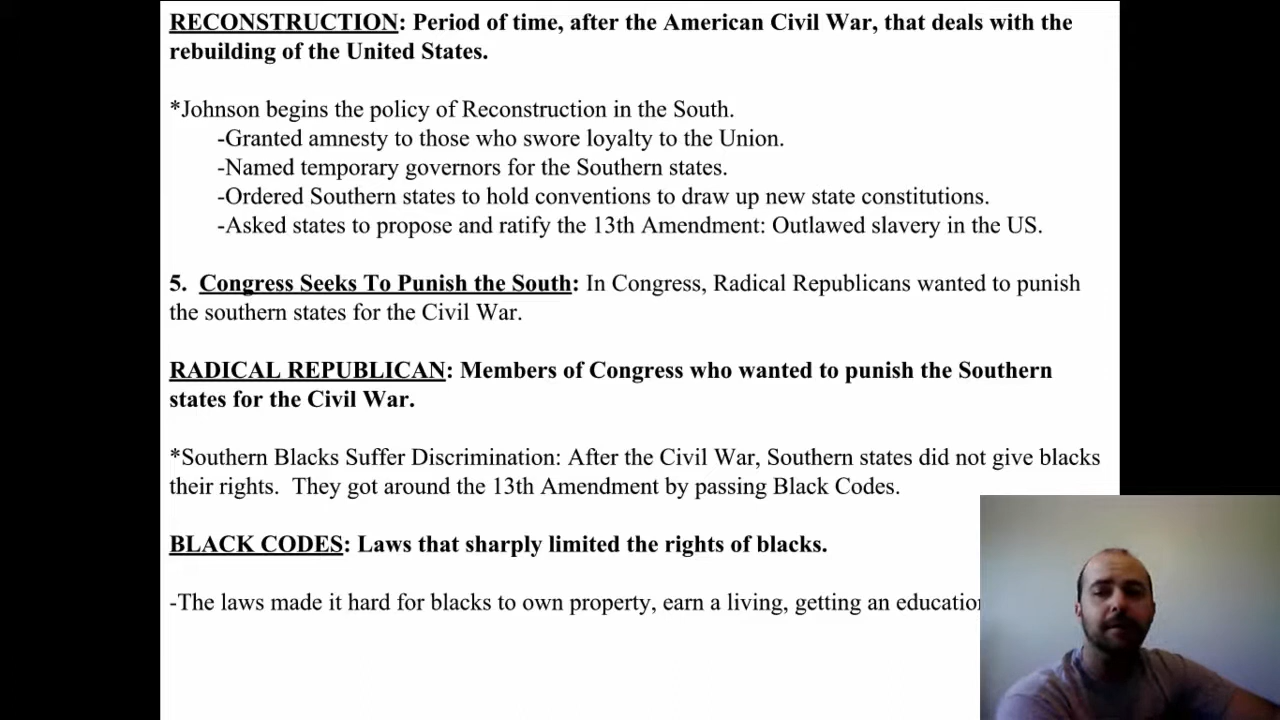 RECONSTRUCTION: Period of time, after the American Civil War, that deals with the
rebuilding of the United States.
*Johnson begins the policy of Reconstruction in the South.
-Granted amnesty to those who swore loyalty to the Union.
-Named temporary governors for the Southern states.
-Ordered Southern states to hold conventions to draw up new state constitutions.
-Asked states to propose and ratify the 13th Amendment: Outlawed slavery in the US.
5. Congress Seeks To Punish the South: In Congress, Radical Republicans wanted to punish
the southern states for the Civil War.
RADICAL REPUBLICAN: Members of Congress who wanted to punish the Southern
states for the Civil War.
*Southern Blacks Suffer Discrimination: After the Civil War, Southern states did not give blacks
their rights. They got around the 13th Amendment by passing Black Codes.
BLACK CODES: Laws that sharply limited the rights of blacks.
-The laws made it hard for blacks to own property, earn a living, getting an